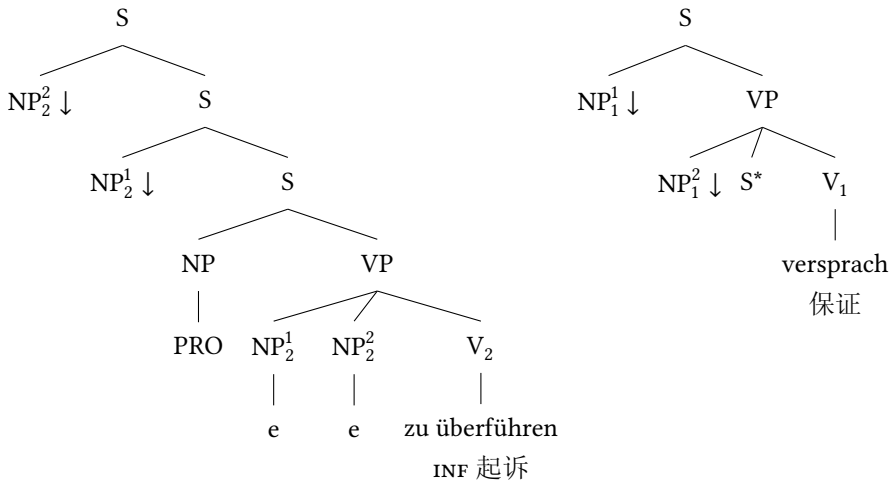 S S
NP₂² ↓ S NP₁¹ ↓ VP
NP₂¹ ↓ S NP₁² ↓ S* V₁
NP VP versprach
保证
PRO NP₂¹ NP₂² V₂
e e zu überführen
INF 起诉